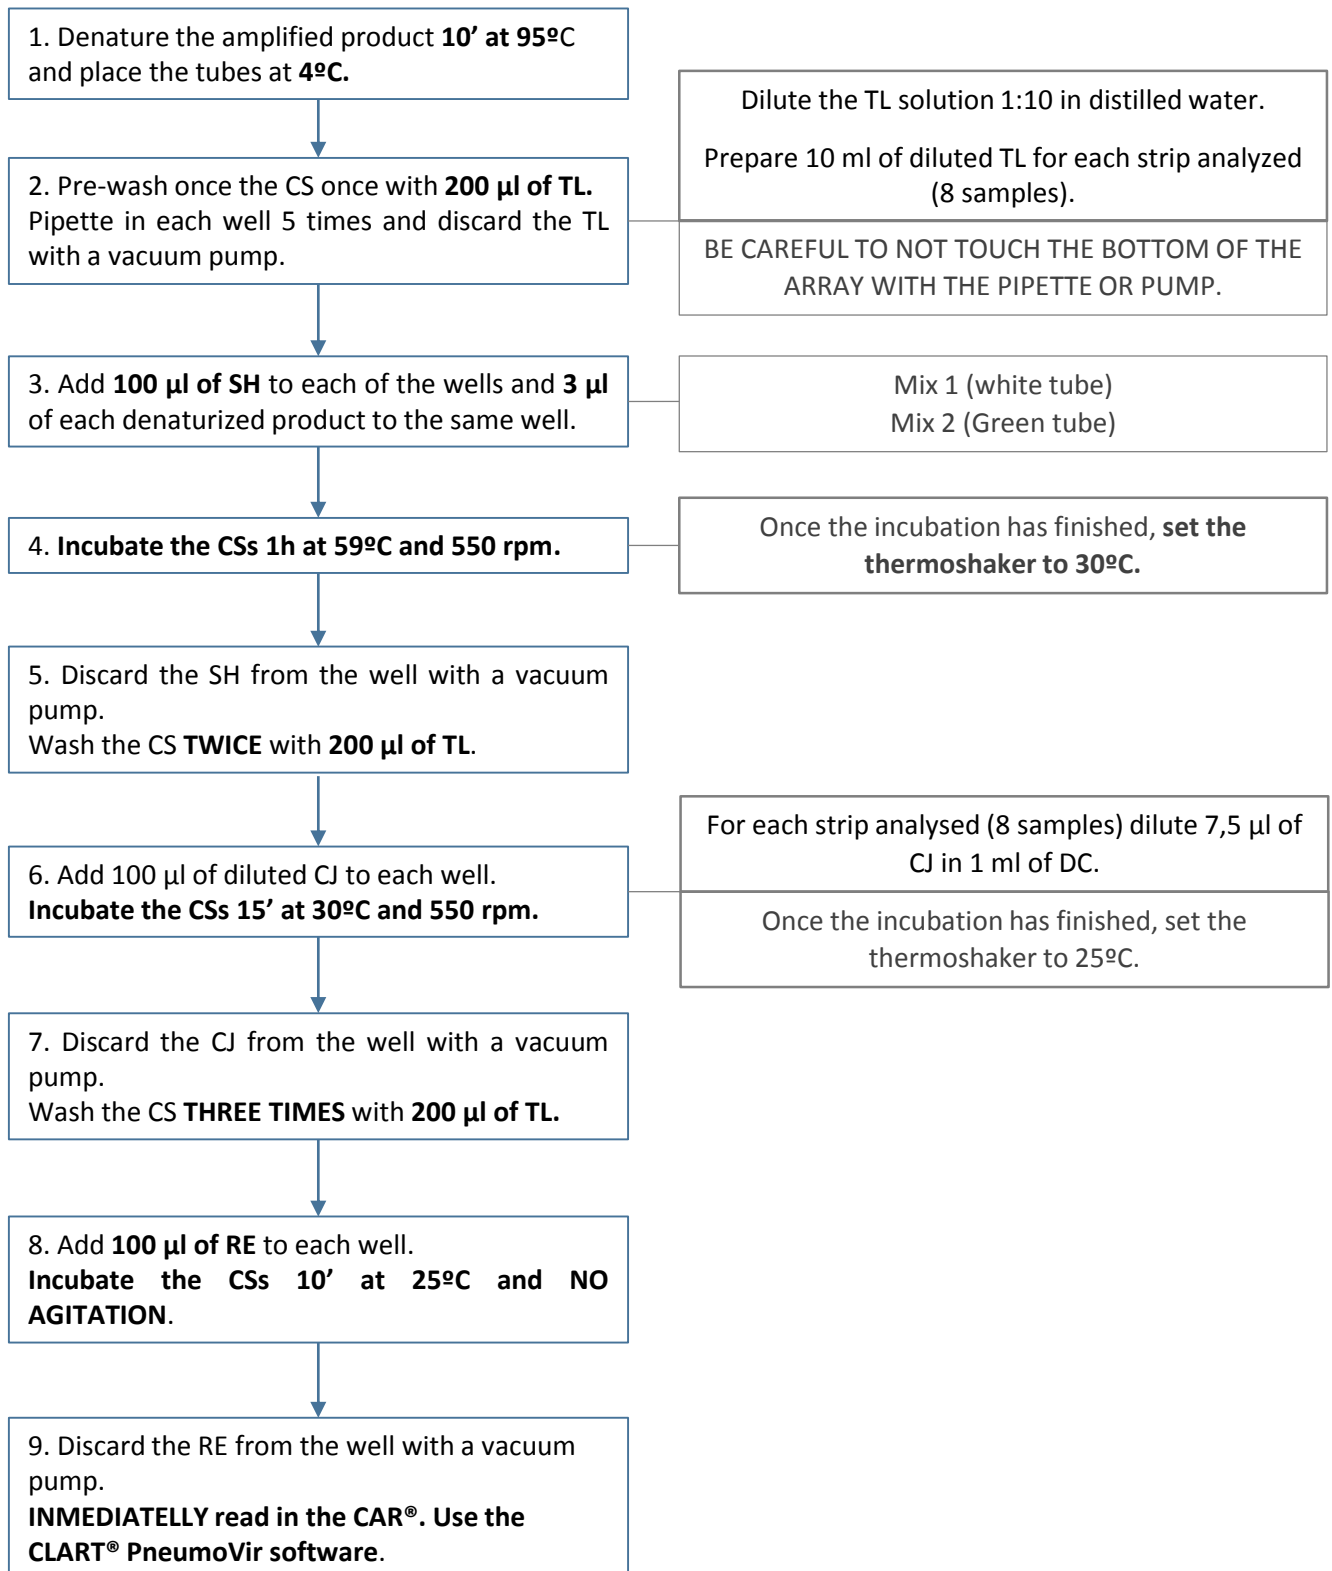 1. Denature the amplified product 10’ at 95ºC
and place the tubes at 4ºC.
Dilute the TL solution 1:10 in distilled water.
Prepare 10 ml of diluted TL for each strip analyzed
(8 samples).
2. Pre-wash once the CS once with 200 µl of TL.
Pipette in each well 5 times and discard the TL
with a vacuum pump.
BE CAREFUL TO NOT TOUCH THE BOTTOM OF THE
ARRAY WITH THE PIPETTE OR PUMP.
3. Add 100 µl of SH to each of the wells and 3 µl
of each denaturized product to the same well.
Mix 1 (white tube)
Mix 2 (Green tube)
4. Incubate the CSs 1h at 59ºC and 550 rpm.
Once the incubation has finished, set the
thermoshaker to 30ºC.
5. Discard the SH from the well with a vacuum
pump.
Wash the CS TWICE with 200 µl of TL.
6. Add 100 µl of diluted CJ to each well.
Incubate the CSs 15’ at 30ºC and 550 rpm.
For each strip analysed (8 samples) dilute 7,5 µl of
CJ in 1 ml of DC.
Once the incubation has finished, set the
thermoshaker to 25ºC.
7. Discard the CJ from the well with a vacuum
pump.
Wash the CS THREE TIMES with 200 µl of TL.
8. Add 100 µl of RE to each well.
Incubate the CSs 10’ at 25ºC and NO
AGITATION.
9. Discard the RE from the well with a vacuum
pump.
INMEDIATELLY read in the CAR®. Use the
CLART® PneumoVir software.